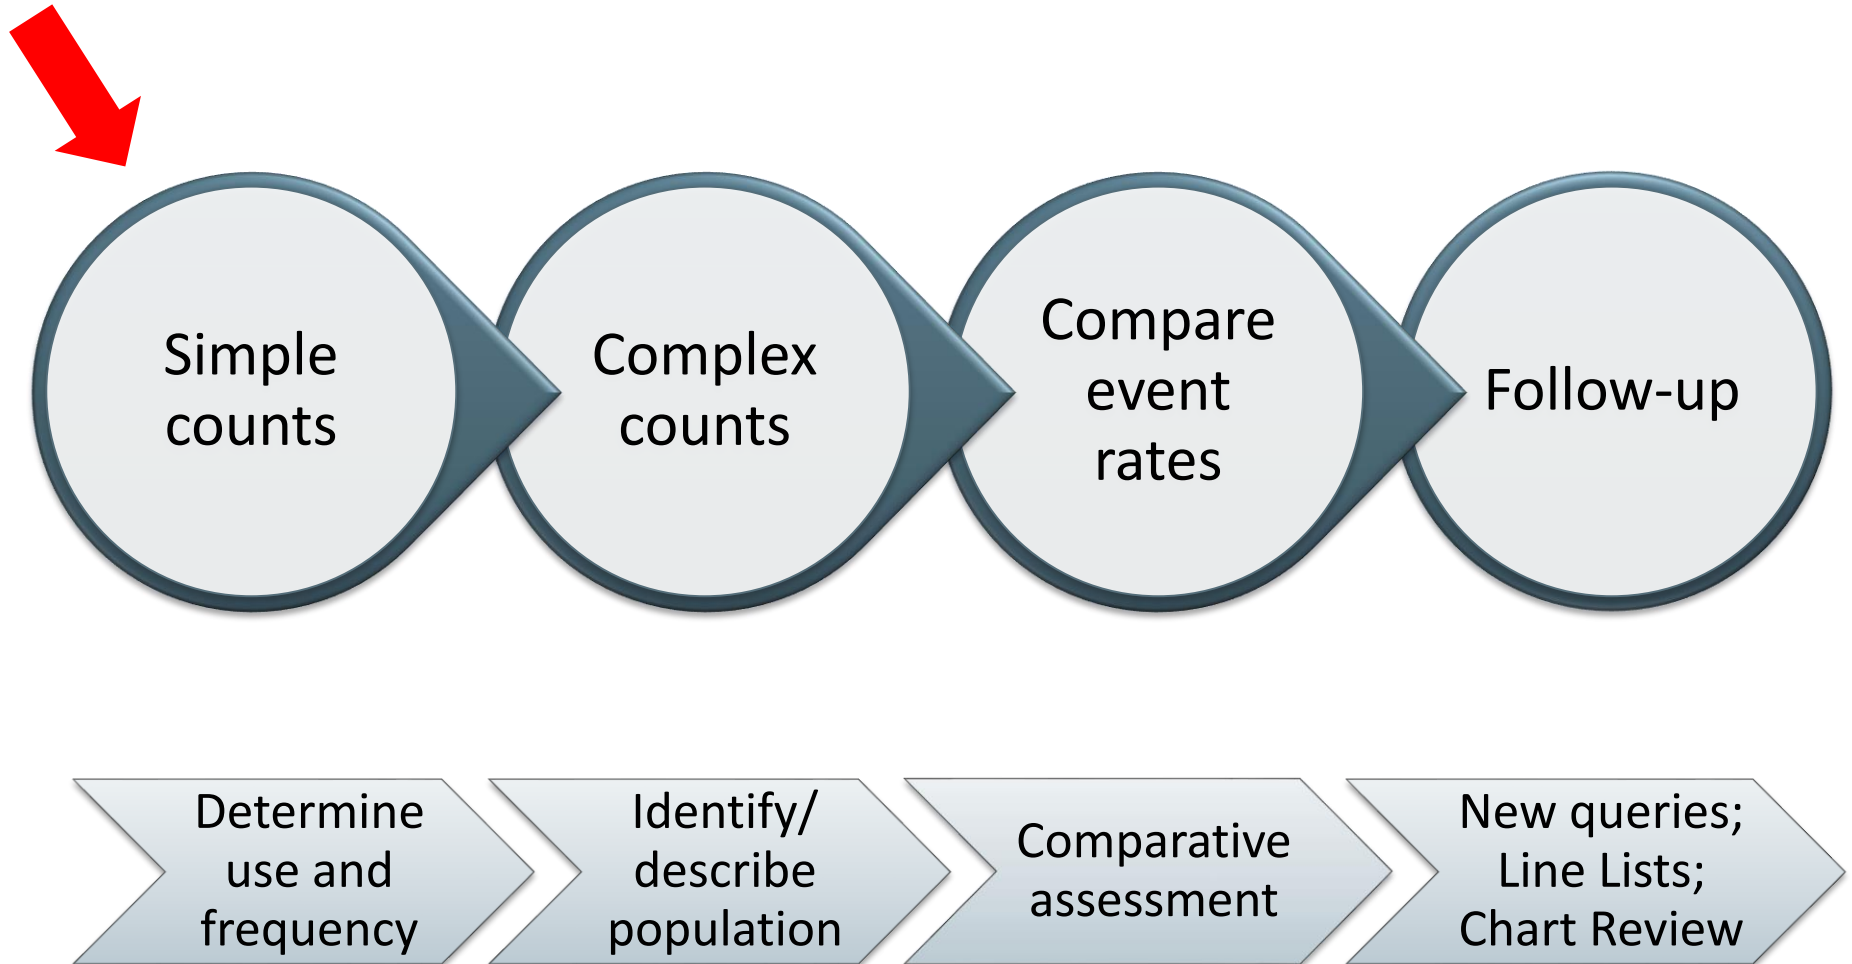 Simple
counts
Complex
counts
Compare
event
rates
Follow-up
Determine
use and
frequency
Identify/
describe
population
Comparative
assessment
New queries;
Line Lists;
Chart Review